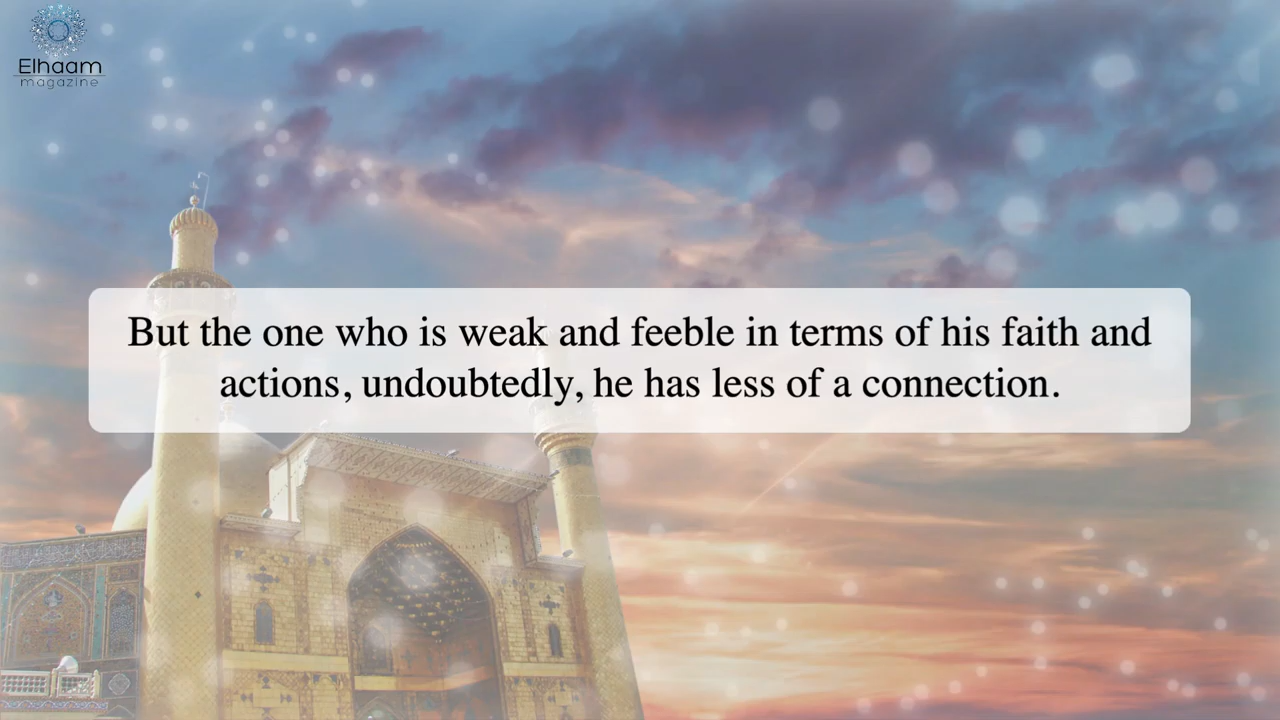 Elhaam
magazine
But the one who is weak and feeble in terms of his faith and
actions, undoubtedly, he has less of a connection.